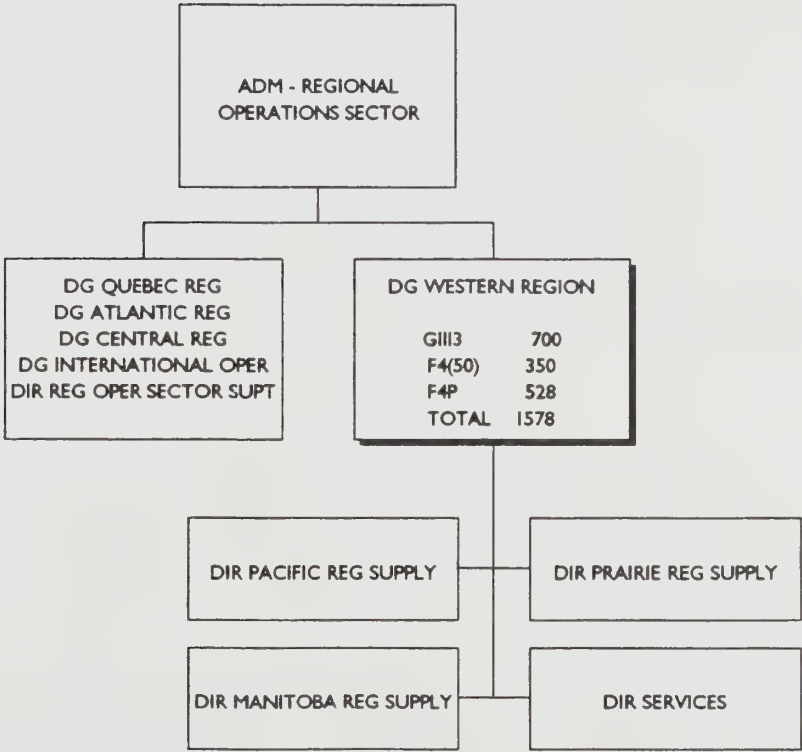 ADM - REGIONAL
OPERATIONS SECTOR
DG QUEBEC REG
DG ATLANTIC REG
DG CENTRAL REG
DG INTERNATIONAL OPER
DIR REG OPER SECTOR SUPT
DG WESTERN REGION
GIII3 700
F4(50) 350
F4P 528
TOTAL 1578
DIR PACIFIC REG SUPPLY
DIR PRAIRIE REG SUPPLY
DIR MANITOBA REG SUPPLY
DIR SERVICES